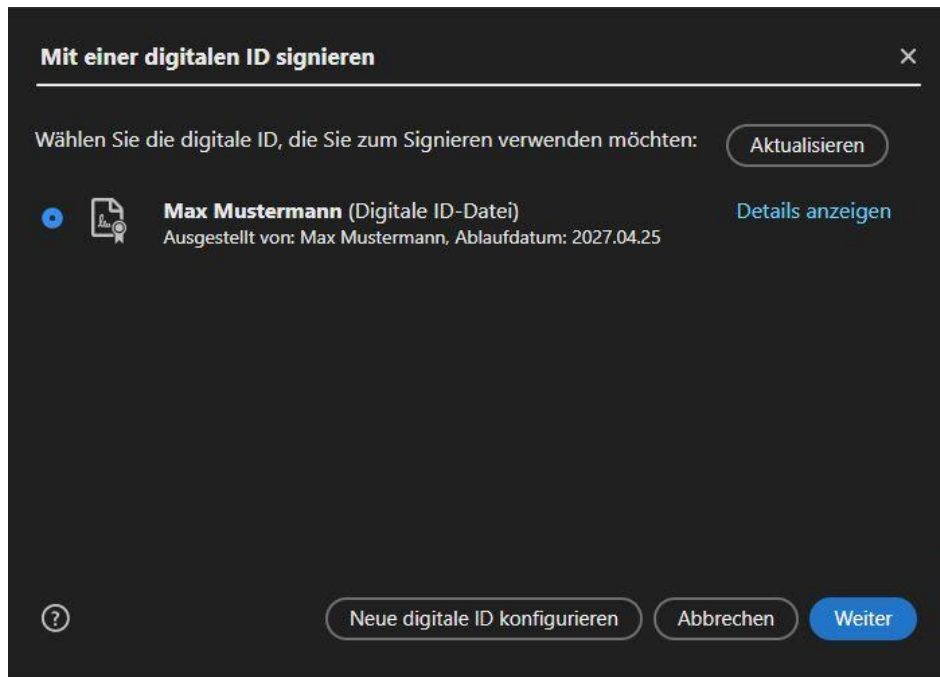 Mit einer digitalen ID signieren
Wählen Sie die digitale ID, die Sie zum Signieren verwenden möchten:
Aktualisieren
Max Mustermann (Digitale ID-Datei)
Details anzeigen
Ausgestellt von: Max Mustermann, Ablaufdatum: 2027.04.25
Neue digitale ID konfigurieren
Abbrechen
Weiter